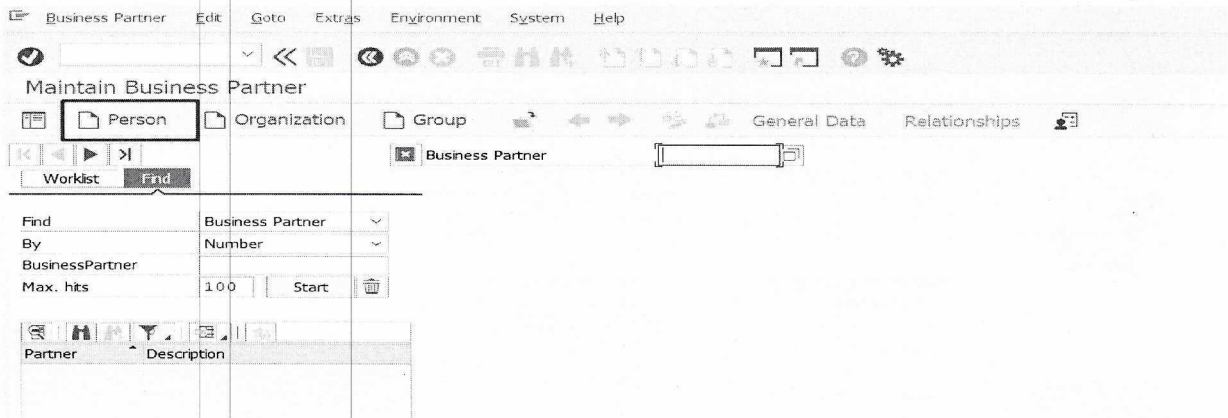 Business Partner Edit Goto Extras Environment System Help
Maintain Business Partner
Person Organization Group General Data Relationships
Business Partner
Worklist Find
Find Business Partner
By Number
BusinessPartner
Max. hits 100 Start
Partner Description